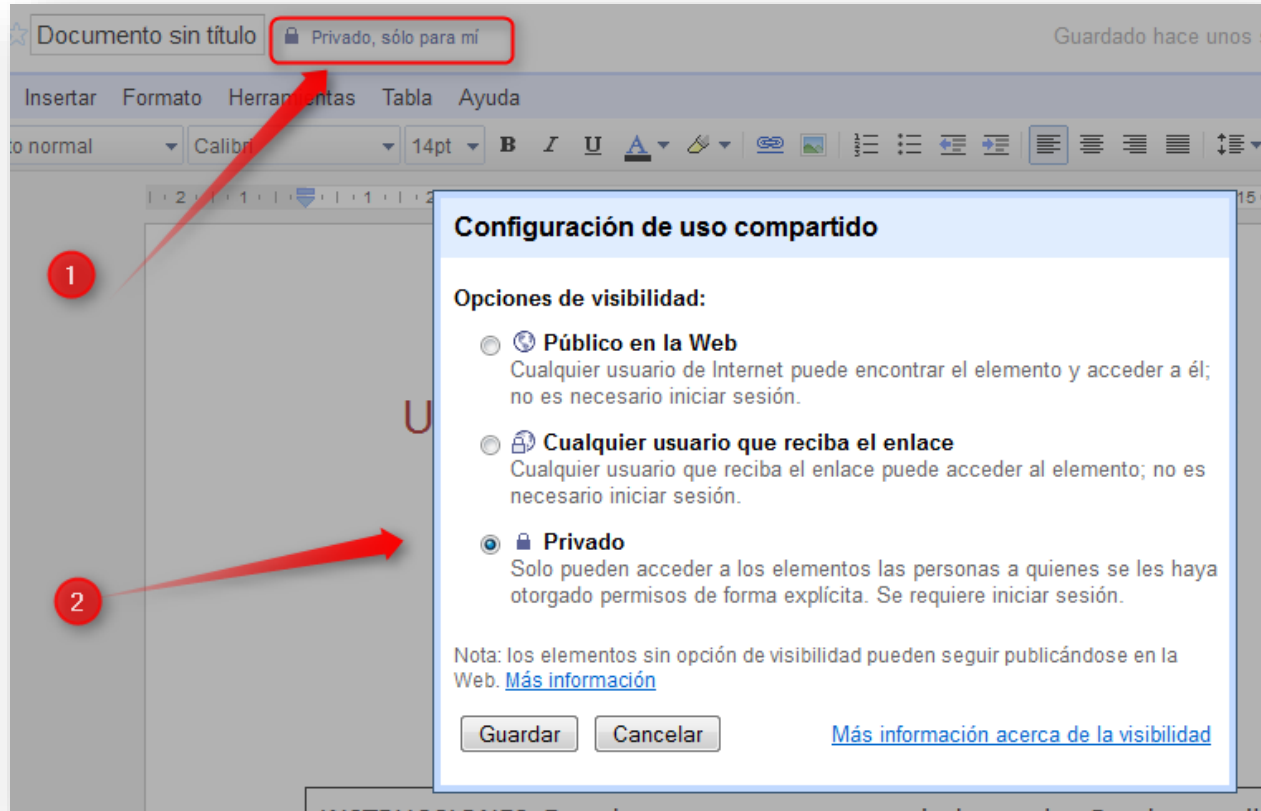 Documento sin título Privado, sólo para mí Guardado hace unos
Insertar Formato Herramientas Tabla Ayuda
normal Calibri 14pt B I U A
2 1 1 2 15
Configuración de uso compartido
Opciones de visibilidad:
Público en la Web
Cualquier usuario de Internet puede encontrar el elemento y acceder a él;
no es necesario iniciar sesión.
U
Cualquier usuario que reciba el enlace
Cualquier usuario que reciba el enlace puede acceder al elemento; no es
necesario iniciar sesión.
Privado
Solo pueden acceder a los elementos las personas a quienes se les haya
otorgado permisos de forma explícita. Se requiere iniciar sesión.
1
2
Nota: los elementos sin opción de visibilidad pueden seguir publicándose en la
Web. Más información
Guardar Cancelar Más información acerca de la visibilidad